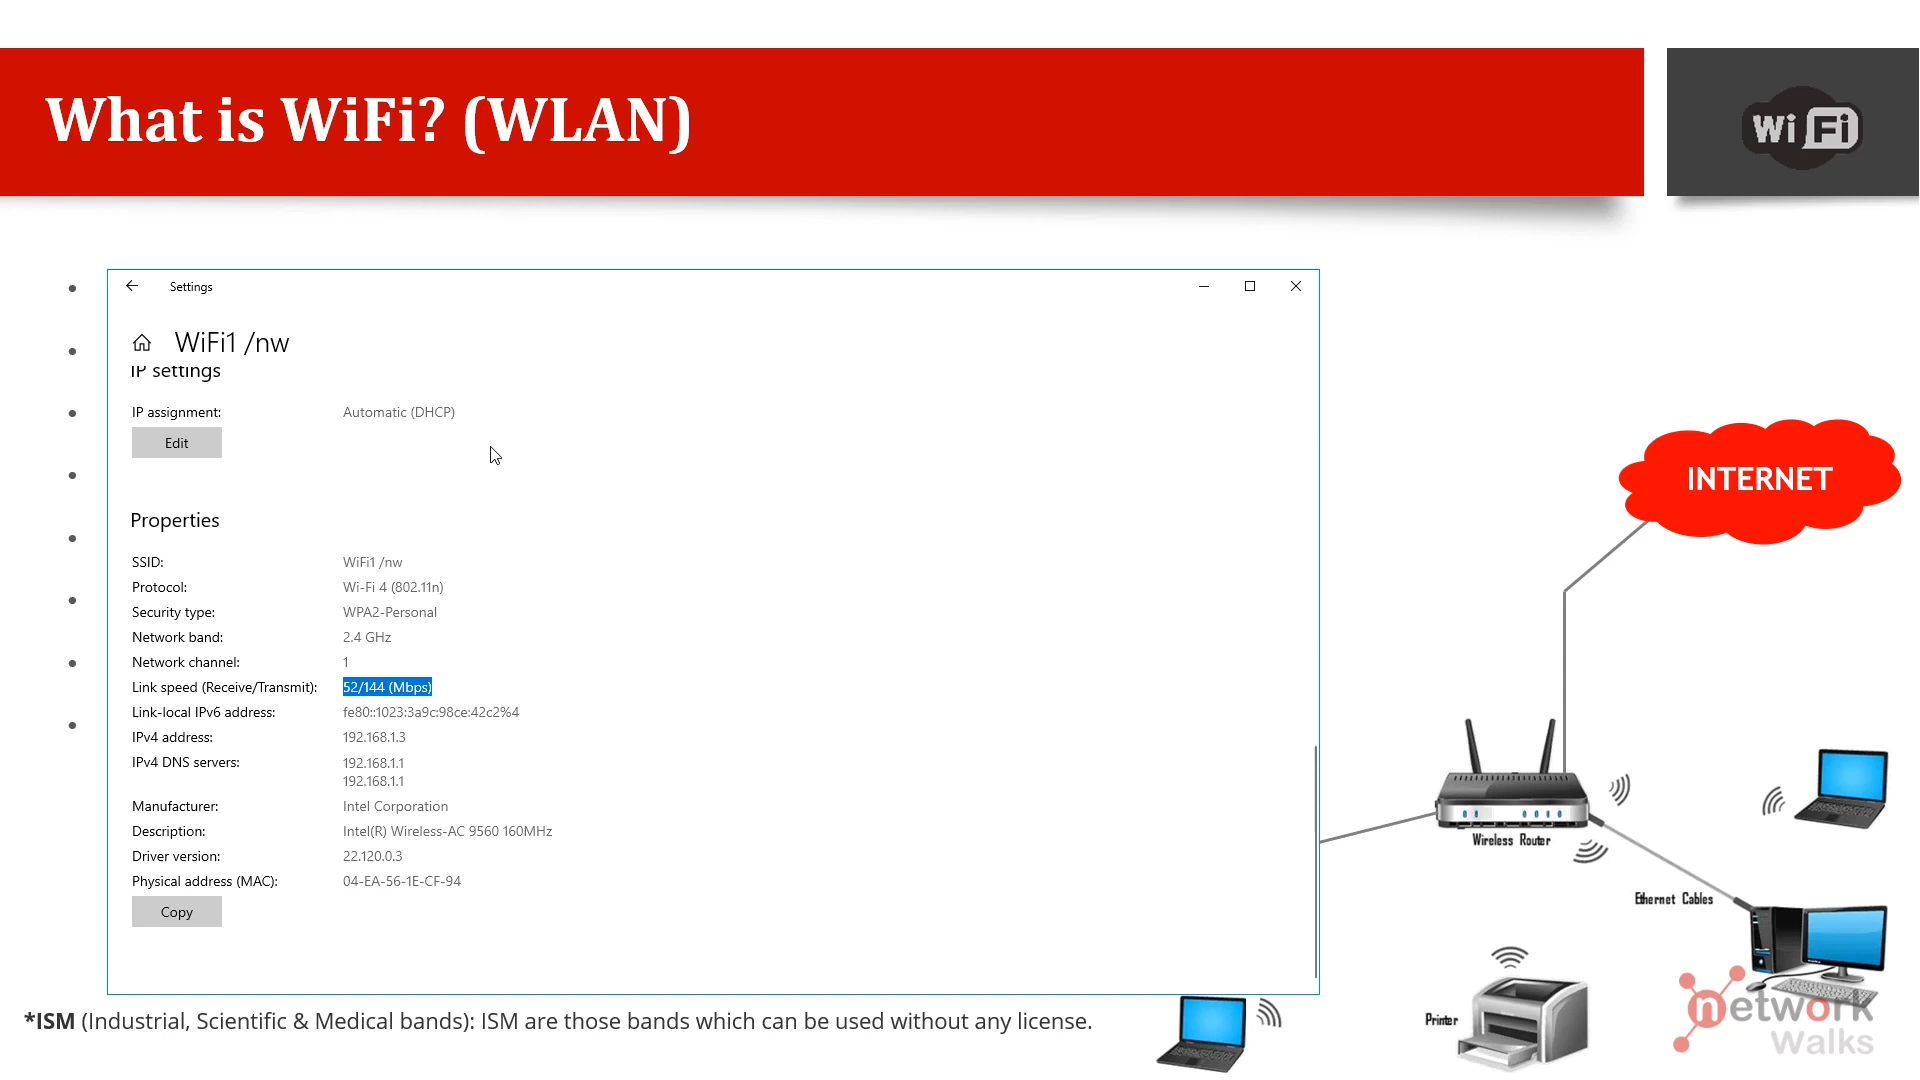 What is WiFi? (WLAN)
Wi Fi
Settings
WiFi1 /nw
IP settings
IP assignment: Automatic (DHCP)
Edit
Properties
SSID: WiFi1 /nw
Protocol: Wi-Fi 4 (802.11n)
Security type: WPA2-Personal
Network band: 2.4 GHz
Network channel: 1
Link speed (Receive/Transmit): 52/144 (Mbps)
Link-local IPv6 address: fe80::1023:3a9c:98ce:42c2%4
IPv4 address: 192.168.1.3
IPv4 DNS servers: 192.168.1.1
192.168.1.1
Manufacturer: Intel Corporation
Description: Intel(R) Wireless-AC 9560 160MHz
Driver version: 22.120.0.3
Physical address (MAC): 04-EA-56-1E-CF-94
Copy
INTERNET
Wireless Router
Ethernet Cables
Printer
*ISM (Industrial, Scientific & Medical bands): ISM are those bands which can be used without any license.
network
Walks